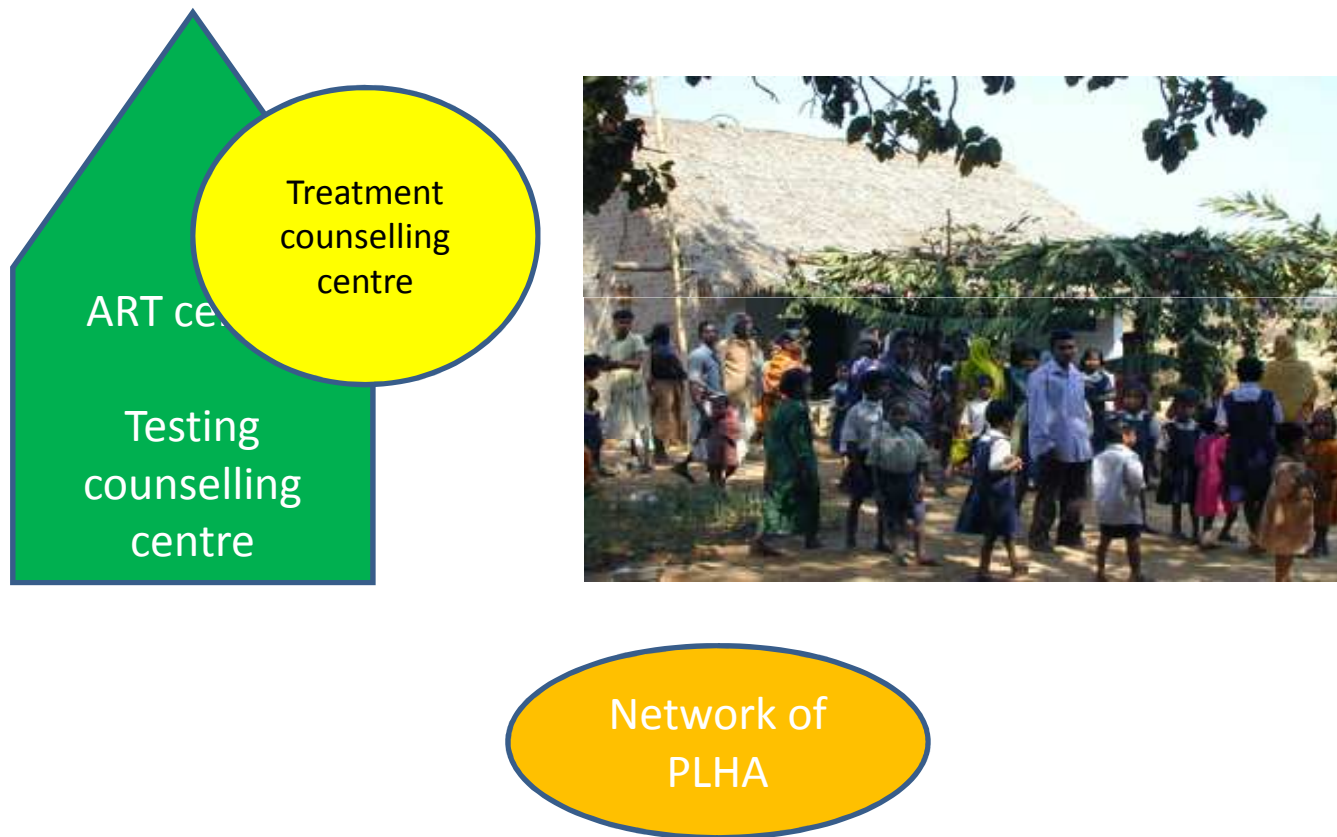 Treatment
counselling
centre
ART ce
Testing
counselling
centre
Network of
PLHA